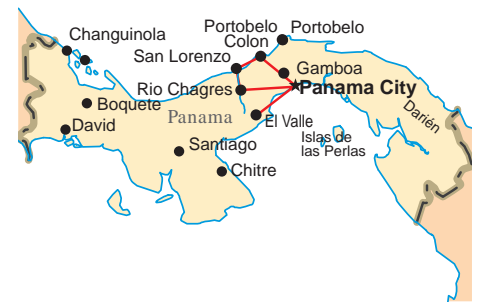 Changuinola
Portobelo
Portobelo
Colon
San Lorenzo
Gamboa
Rio Chagres
Panama City
Boquete
Darién
Panama
El Valle
David
Islas de
las Perlas
Santiago
Chitre